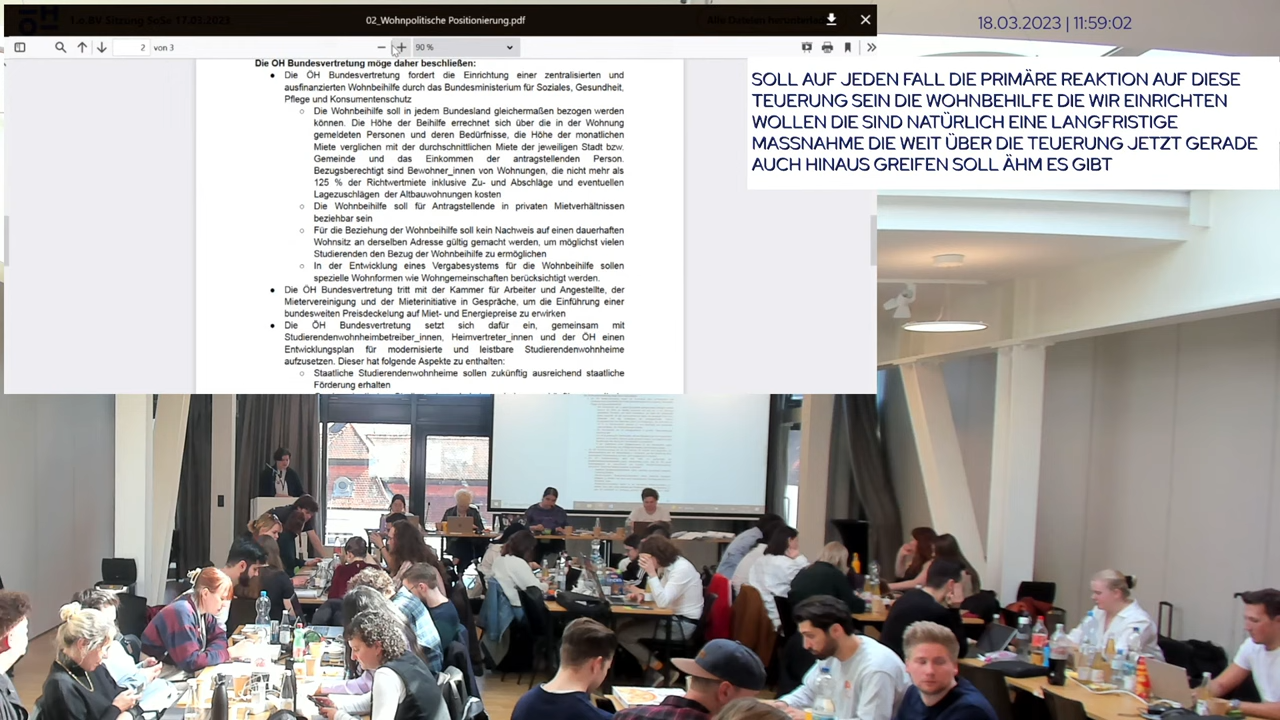 1.o BV Sitzung SoSe 17.03.2023
02_Wohnpolitische Positionierung.pdf
Alle Dateien herunterladen
18.03.2023 | 11:59:02
2 von 3
90 %
SOLL AUF JEDEN FALL DIE PRIMÄRE REAKTION AUF DIESE
TEUERUNG SEIN DIE WOHNBEHILFE DIE WIR EINRICHTEN
WOLLEN DIE SIND NATÜRLICH EINE LANGFRISTIGE
MASSNAHME DIE WEIT ÜBER DIE TEUERUNG JETZT GERADE
AUCH HINAUS GREIFEN SOLL ÄHM ES GIBT
Die ÖH Bundesvertretung möge daher beschließen:
● Die ÖH Bundesvertretung fordert die Einrichtung einer zentralisierten und
ausfinanzierten Wohnbeihilfe durch das Bundesministerium für Soziales, Gesundheit,
Pflege und Konsumentenschutz
○ Die Wohnbeihilfe soll in jedem Bundesland gleichermaßen bezogen werden
können. Die Höhe der Beihilfe errechnet sich über die in der Wohnung
gemeldeten Personen und deren Bedürfnisse, die Höhe der monatlichen
Miete verglichen mit der durchschnittlichen Miete der jeweiligen Stadt bzw.
Gemeinde und das Einkommen der antragstellenden Person.
Bezugsberechtigt sind Bewohner_innen von Wohnungen, die nicht mehr als
125 % der Richtwertmiete inklusive Zu- und Abschläge und eventuellen
Lagezuschlägen der Altbauwohnungen kosten
○ Die Wohnbeihilfe soll für Antragstellende in privaten Mietverhältnissen
beziehbar sein
○ Für die Beziehung der Wohnbeihilfe soll kein Nachweis auf einen dauerhaften
Wohnsitz an derselben Adresse gültig gemacht werden, um möglichst vielen
Studierenden den Bezug der Wohnbeihilfe zu ermöglichen
○ In der Entwicklung eines Vergabesystems für die Wohnbeihilfe sollen
spezielle Wohnformen wie Wohngemeinschaften berücksichtigt werden.
● Die ÖH Bundesvertretung tritt mit der Kammer für Arbeiter und Angestellte, der
Mietervereinigung und der Mieterinitiative in Gespräche, um die Einführung einer
bundesweiten Preisdeckelung auf Miet- und Energiepreise zu erwirken
● Die ÖH Bundesvertretung setzt sich dafür ein, gemeinsam mit
Studierendenwohnheimbetreiber_innen, Heimvertreter_innen und der ÖH einen
Entwicklungsplan für modernisierte und leistbare Studierendenwohnheime
aufzusetzen. Dieser hat folgende Aspekte zu enthalten:
○ Staatliche Studierendenwohnheime sollen zukünftig ausreichend staatliche
Förderung erhalten